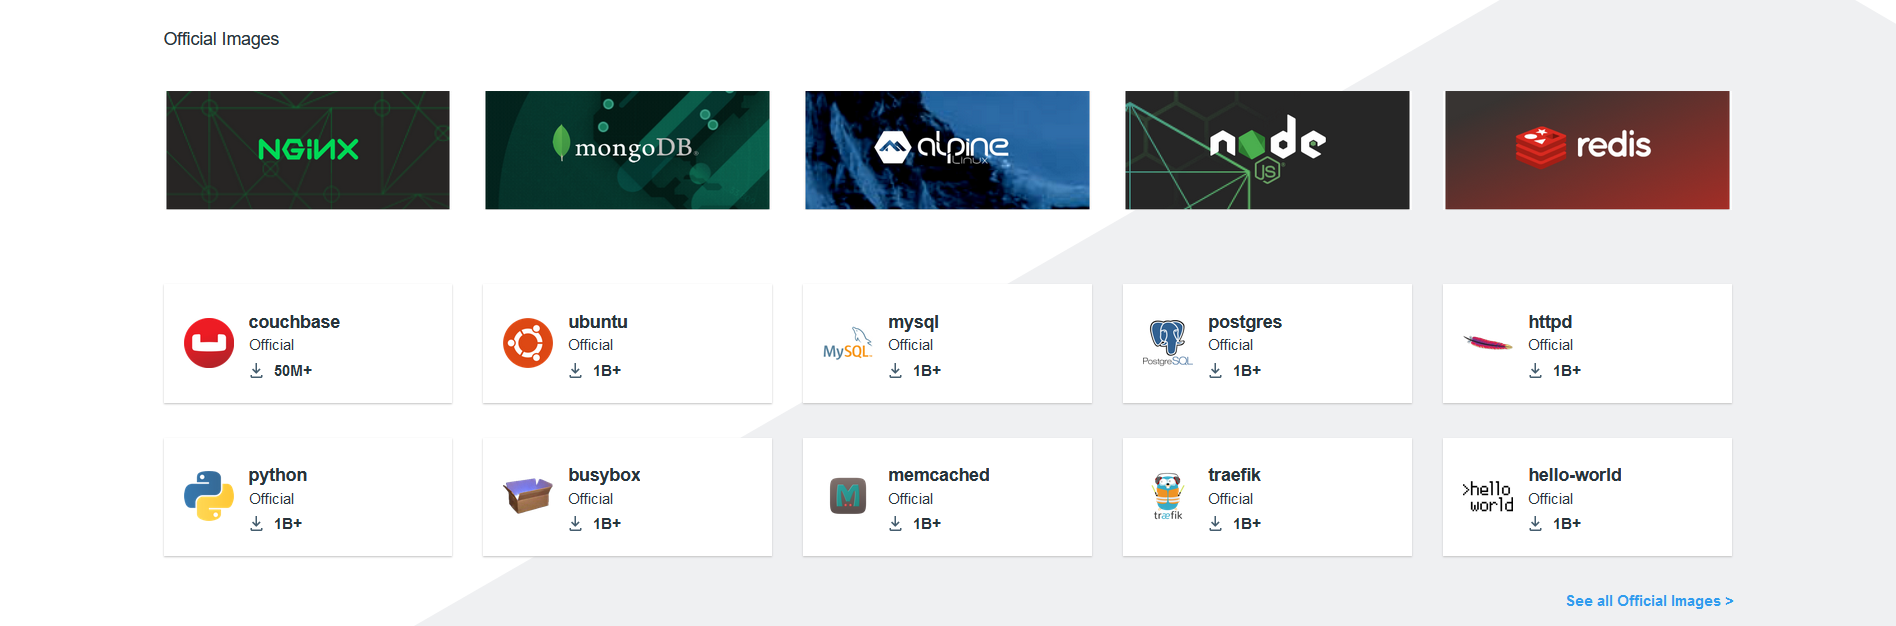 Official Images
NGINX
mongoDB®
alpine
Linux
node
JS
redis
couchbase
Official
50M+
ubuntu
Official
1B+
MySQL
mysql
Official
1B+
PostgreSQL
postgres
Official
1B+
httpd
Official
1B+
python
Official
1B+
busybox
Official
1B+
M
memcached
Official
1B+
træfik
traefik
Official
1B+
>hello
world
hello-world
Official
1B+
See all Official Images >